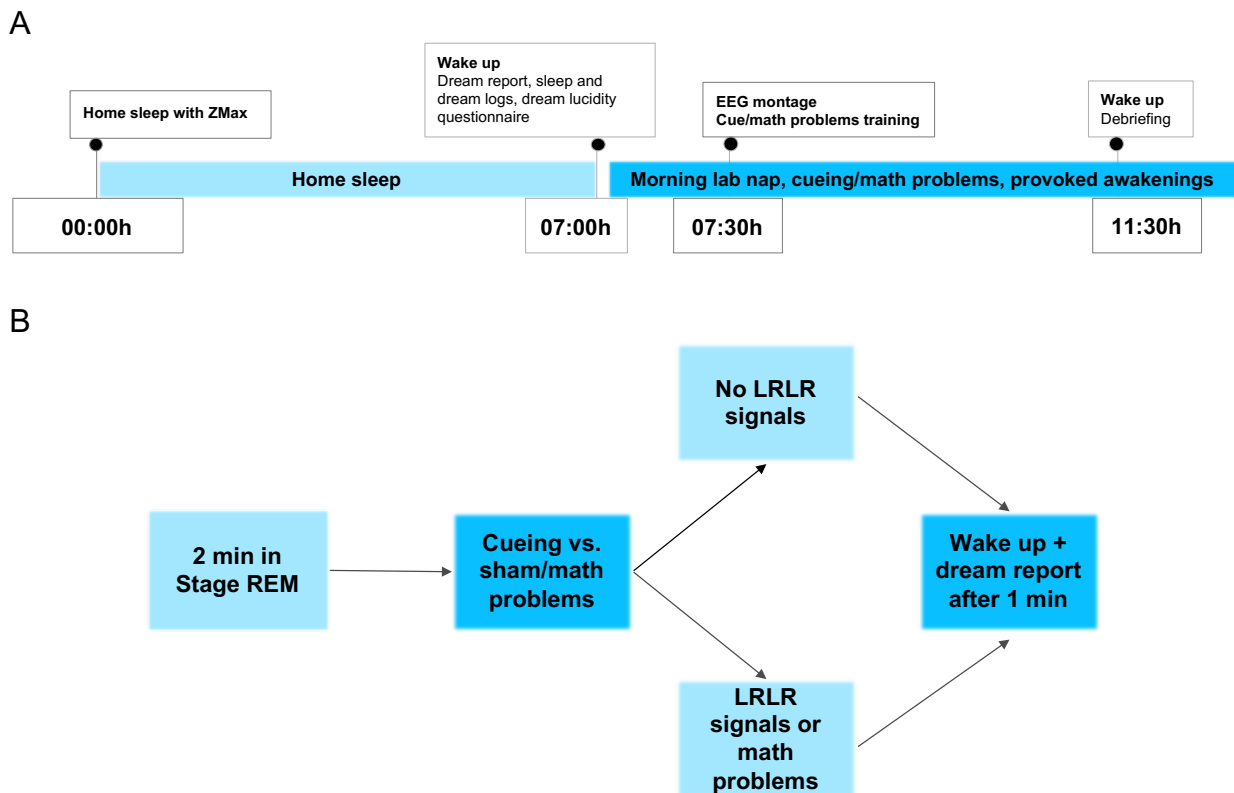 A
Home sleep with ZMax
Wake up
Dream report, sleep and
dream logs, dream lucidity
questionnaire
EEG montage
Cue/math problems training
Wake up
Debriefing
Home sleep
Morning lab nap, cueing/math problems, provoked awakenings
00:00h
07:00h
07:30h
11:30h
B
2 min in
Stage REM
Cueing vs.
sham/math
problems
No LRLR
signals
LRLR
signals or
math
problems
Wake up +
dream report
after 1 min